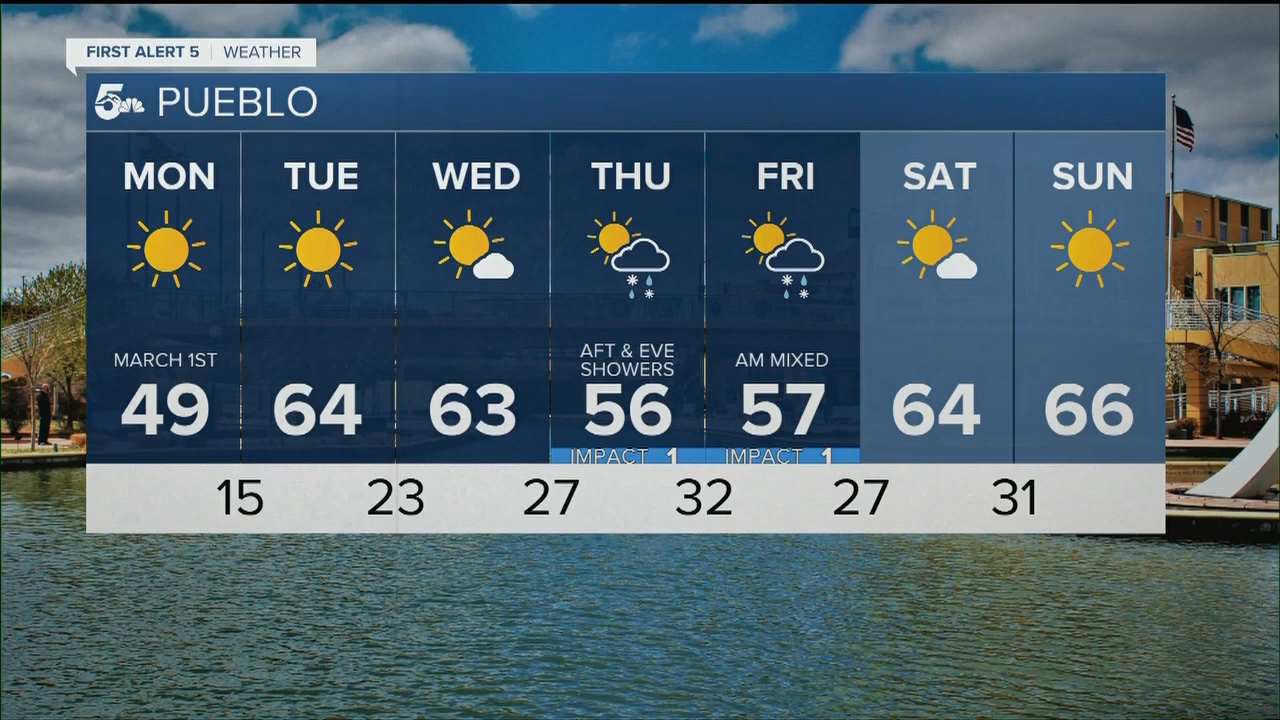 FIRST ALERT 5 | WEATHER
5 PUEBLO
MON TUE WED THU FRI SAT SUN
MARCH 1ST AFT & EVE SHOWERS AM MIXED
49 64 63 56 57 64 66
IMPACT 1 IMPACT 1
15 23 27 32 27 31